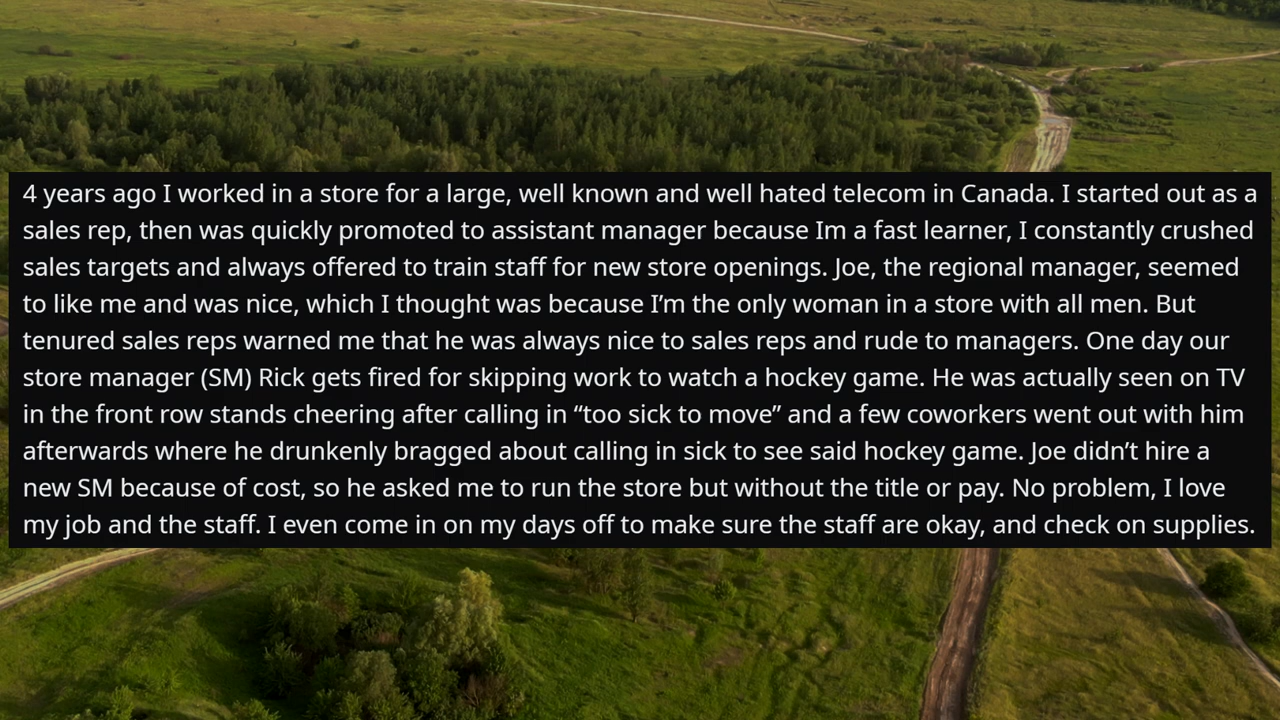 4 years ago I worked in a store for a large, well known and well hated telecom in Canada. I started out as a
sales rep, then was quickly promoted to assistant manager because Im a fast learner, I constantly crushed
sales targets and always offered to train staff for new store openings. Joe, the regional manager, seemed
to like me and was nice, which I thought was because I’m the only woman in a store with all men. But
tenured sales reps warned me that he was always nice to sales reps and rude to managers. One day our
store manager (SM) Rick gets fired for skipping work to watch a hockey game. He was actually seen on TV
in the front row stands cheering after calling in “too sick to move” and a few coworkers went out with him
afterwards where he drunkenly bragged about calling in sick to see said hockey game. Joe didn’t hire a
new SM because of cost, so he asked me to run the store but without the title or pay. No problem, I love
my job and the staff. I even come in on my days off to make sure the staff are okay, and check on supplies.